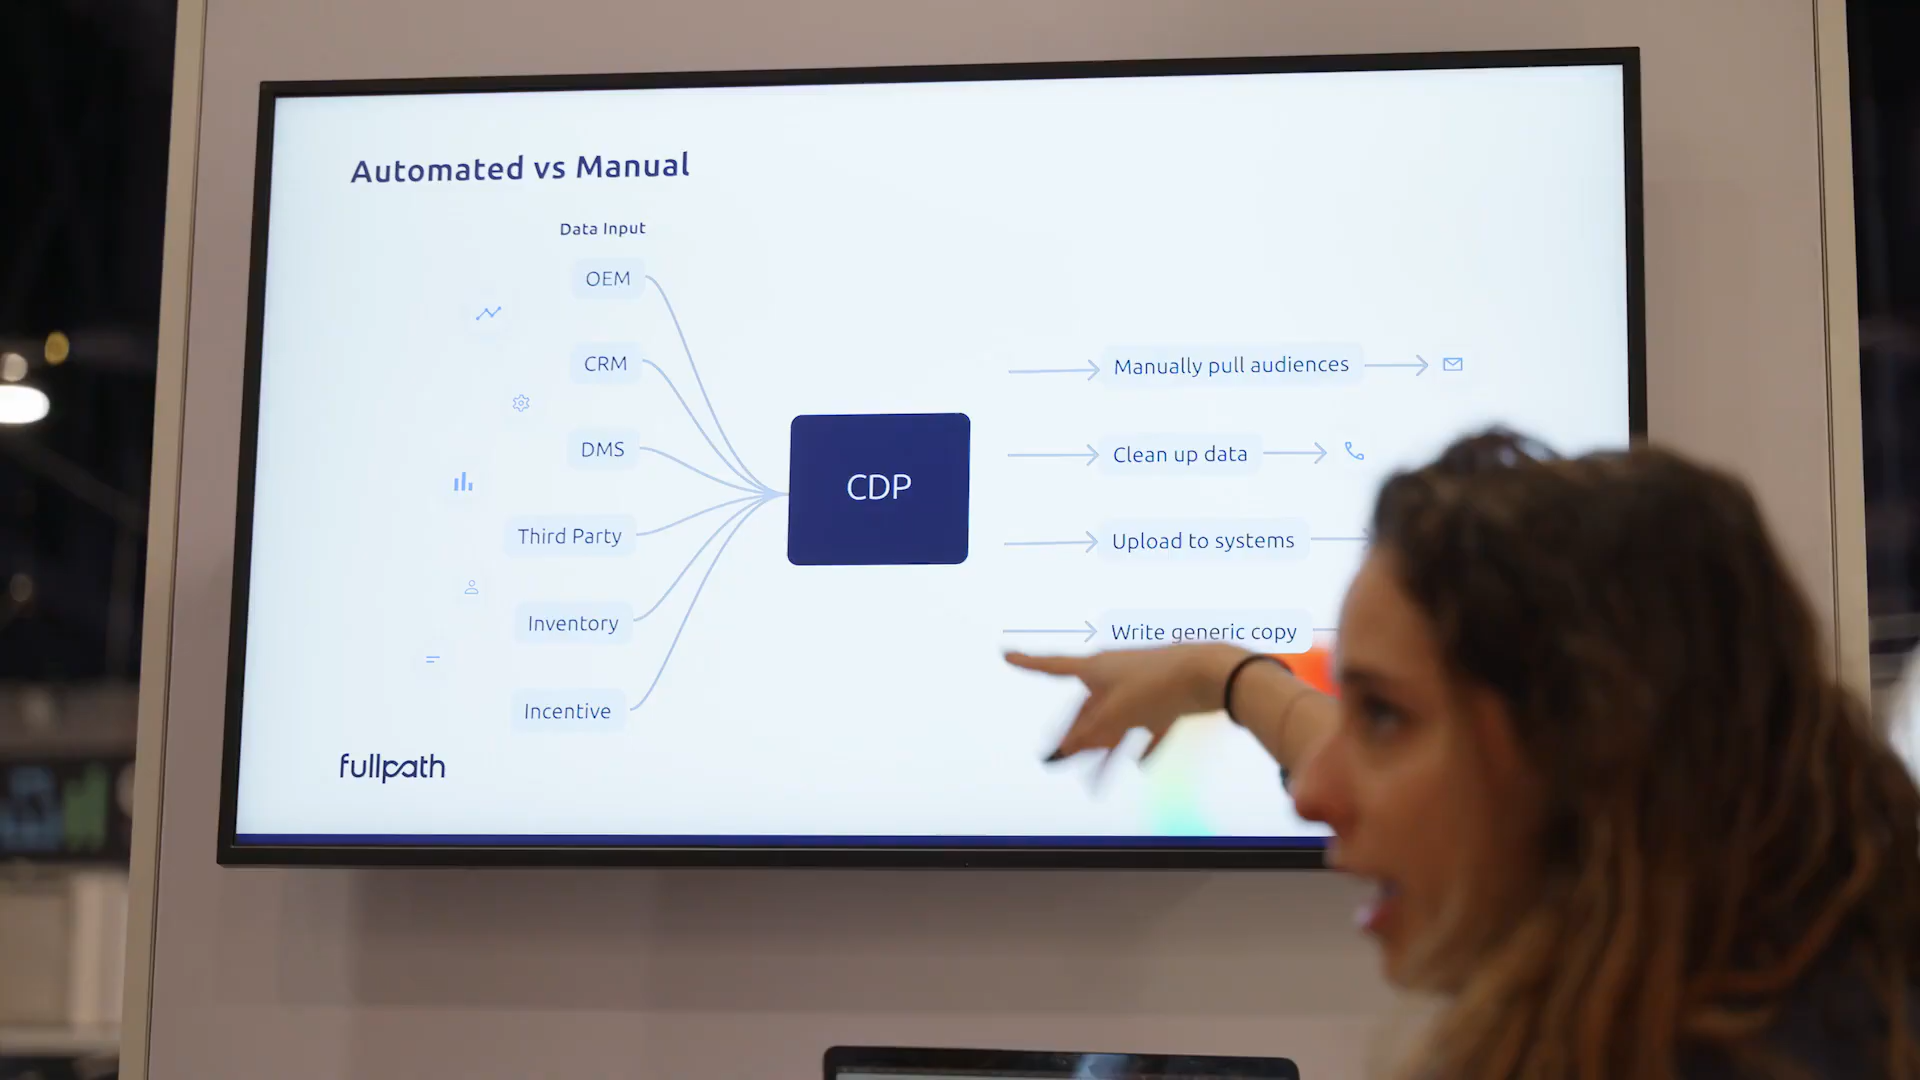 Automated vs Manual
Data Input
OEM
CRM
DMS
Third Party
Inventory
Incentive
CDP
Manually pull audiences
Clean up data
Upload to systems
Write generic copy
fullpath